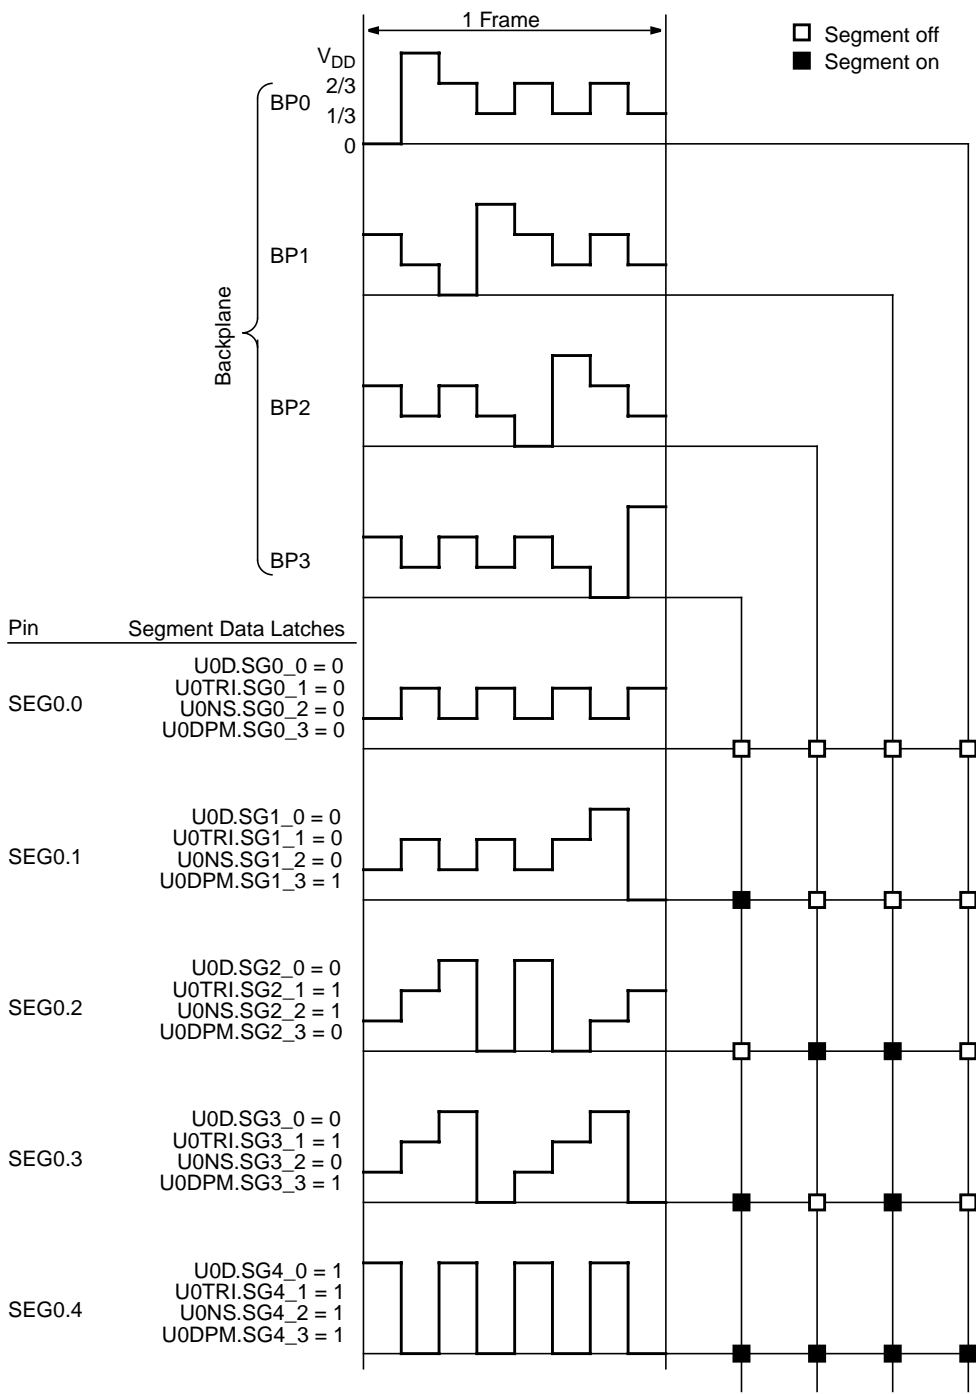 1 Frame
Segment off
Segment on
VDD
2/3
BP0
1/3
0
BP1
Backplane
BP2
BP3
Pin Segment Data Latches
U0D.SG0_0 = 0
U0TRI.SG0_1 = 0
SEG0.0
U0NS.SG0_2 = 0
U0DPM.SG0_3 = 0
U0D.SG1_0 = 0
U0TRI.SG1_1 = 0
SEG0.1
U0NS.SG1_2 = 0
U0DPM.SG1_3 = 1
U0D.SG2_0 = 0
U0TRI.SG2_1 = 1
SEG0.2
U0NS.SG2_2 = 1
U0DPM.SG2_3 = 0
U0D.SG3_0 = 0
U0TRI.SG3_1 = 1
SEG0.3
U0NS.SG3_2 = 0
U0DPM.SG3_3 = 1
U0D.SG4_0 = 1
U0TRI.SG4_1 = 1
SEG0.4
U0NS.SG4_2 = 1
U0DPM.SG4_3 = 1